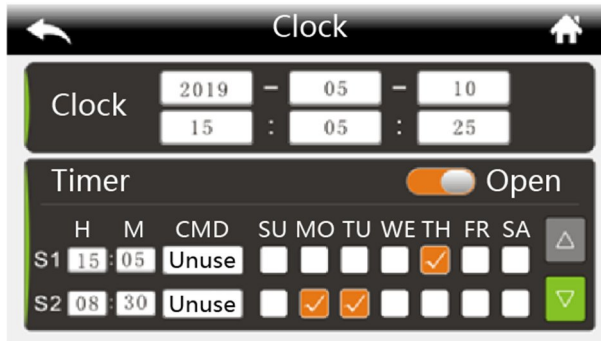 Clock
Clock 2019 - 05 - 10
15 : 05 : 25
Timer Open
H M CMD SU MO TU WE TH FR SA
S1 15:05 Unuse
S2 08:30 Unuse